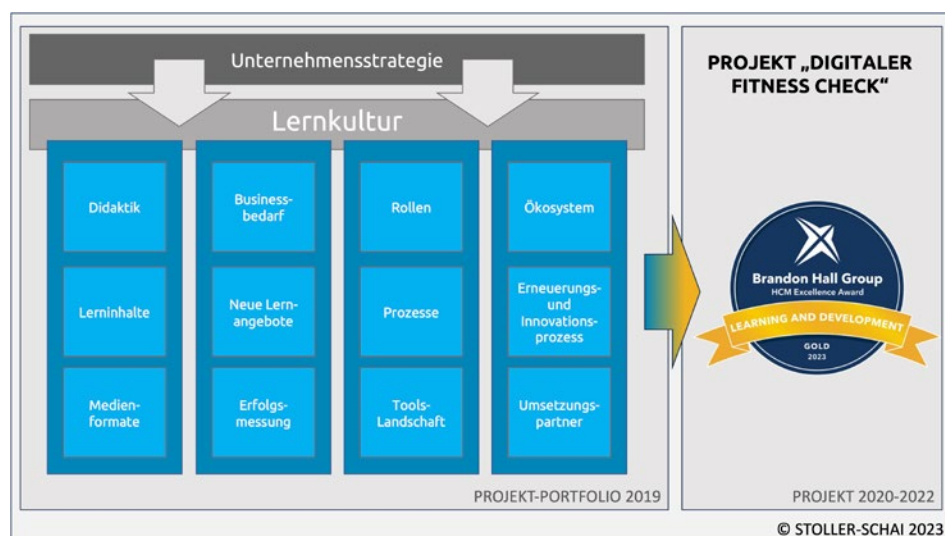 Unternehmensstrategie
Lernkultur
Didaktik
Lerninhalte
Medien-
formate
Business-
bedarf
Neue Lern-
angebote
Erfolgs-
messung
Rollen
Prozesse
Tools-
Landschaft
Ökosystem
Erneuerungs-
und
Innovations-
prozess
Umsetzungs-
partner
PROJEKT-PORTFOLIO 2019
PROJEKT „DIGITALER
FITNESS CHECK“
Brandon Hall Group
HCM Excellence Award
LEARNING AND DEVELOPMENT
GOLD
2023
PROJEKT 2020-2022
© STOLLER-SCHAI 2023